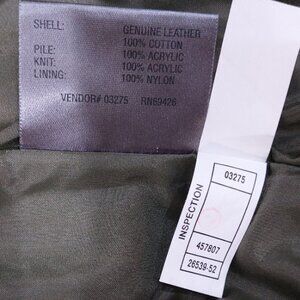 SHELL: GENUINE LEATHER
100% COTTON
PILE: 100% ACRYLIC
KNIT: 100% ACRYLIC
LINING: 100% NYLON
VENDOR# 03275 RN69426
INSPECTION
03275
457807
26539-52